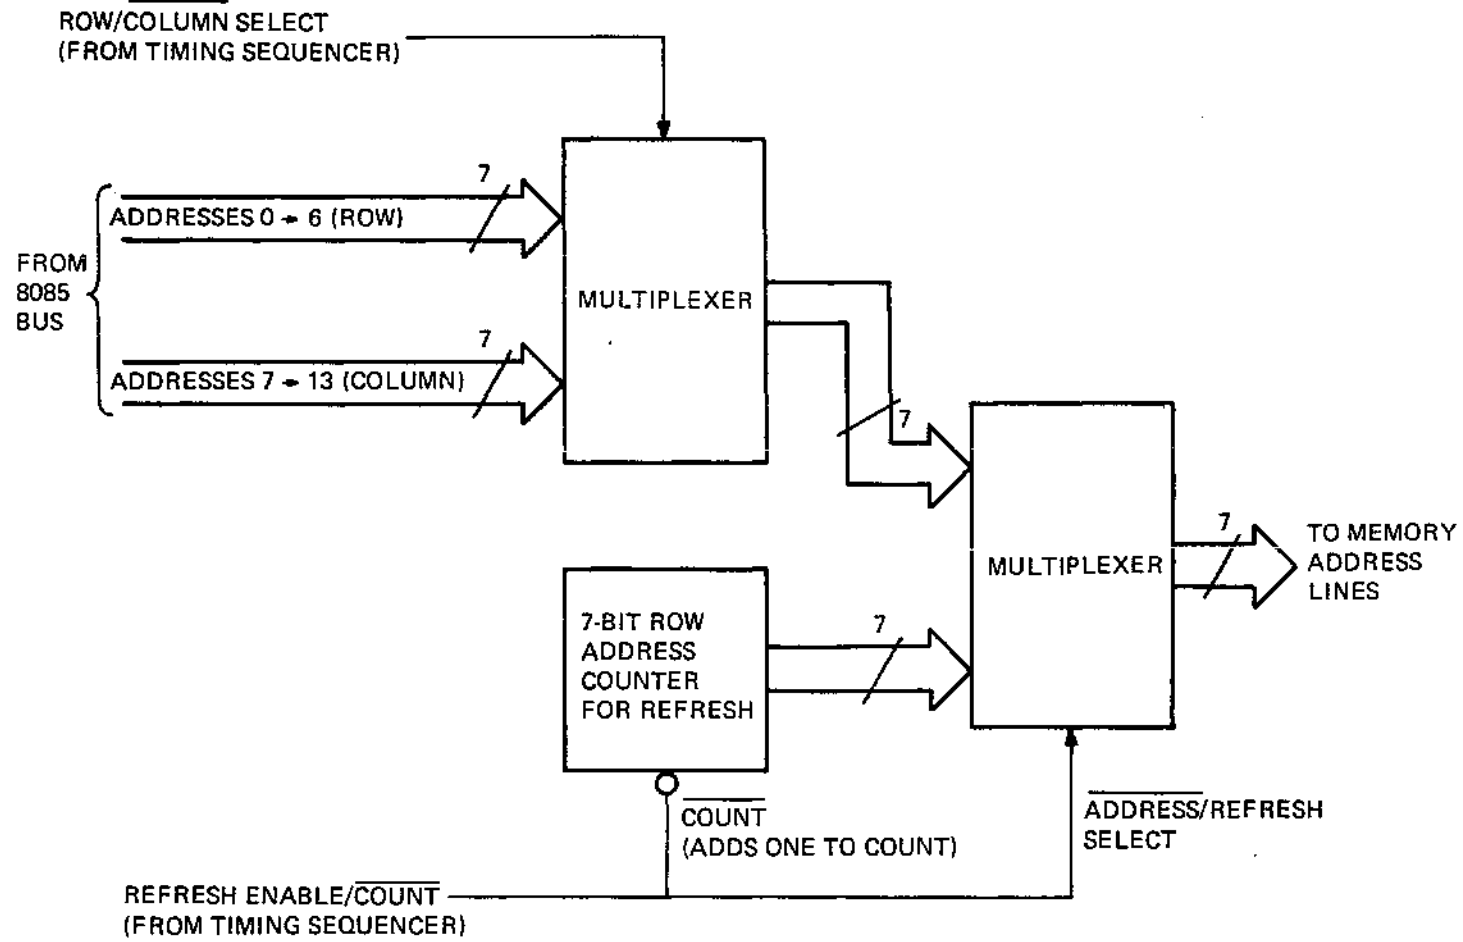 ROW/COLUMN SELECT
(FROM TIMING SEQUENCER)
7
ADDRESSES 0 → 6 (ROW)
FROM
8085
BUS
MULTIPLEXER
7
ADDRESSES 7 → 13 (COLUMN)
7
7
TO MEMORY
ADDRESS
LINES
MULTIPLEXER
7-BIT ROW
ADDRESS
COUNTER
FOR REFRESH
7
COUNT
(ADDS ONE TO COUNT)
ADDRESS/REFRESH
SELECT
REFRESH ENABLE/COUNT
(FROM TIMING SEQUENCER)